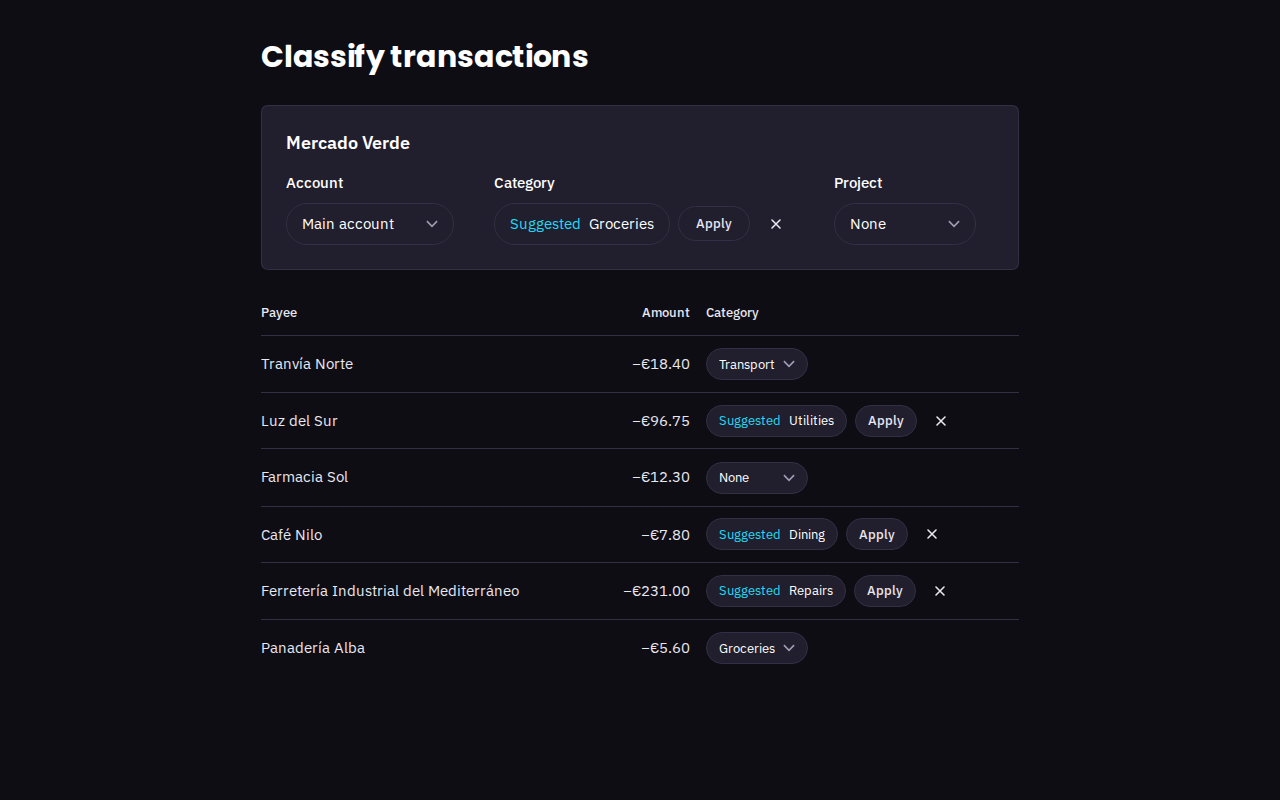 Classify transactions
Mercado Verde
Account Category Project
Main account Suggested Groceries Apply None
Payee Amount Category
Tranvía Norte −€18.40 Transport
Luz del Sur −€96.75 Suggested Utilities Apply
Farmacia Sol −€12.30 None
Café Nilo −€7.80 Suggested Dining Apply
Ferretería Industrial del Mediterráneo −€231.00 Suggested Repairs Apply
Panadería Alba −€5.60 Groceries